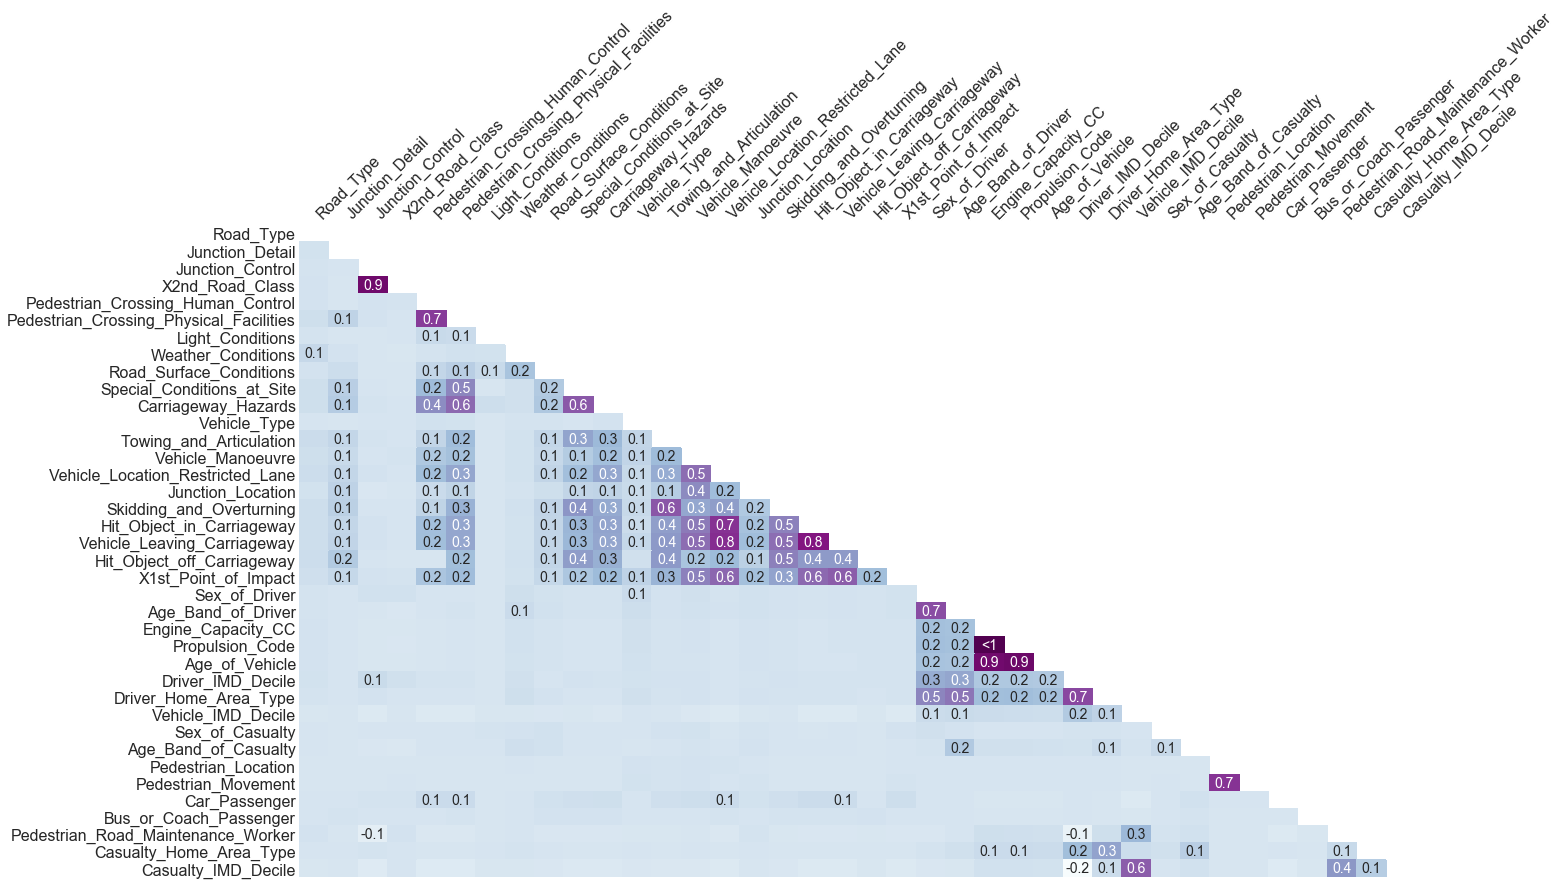 Road_Type
Junction_Detail
Junction_Control
X2nd_Road_Class
Pedestrian_Crossing_Human_Control
Pedestrian_Crossing_Physical_Facilities
Light_Conditions
Weather_Conditions
Road_Surface_Conditions
Special_Conditions_at_Site
Carriageway_Hazards
Vehicle_Type
Towing_and_Articulation
Vehicle_Manoeuvre
Vehicle_Location_Restricted_Lane
Junction_Location
Skidding_and_Overturning
Hit_Object_in_Carriageway
Vehicle_Leaving_Carriageway
Hit_Object_off_Carriageway
X1st_Point_of_Impact
Sex_of_Driver
Age_Band_of_Driver
Engine_Capacity_CC
Propulsion_Code
Age_of_Vehicle
Driver_IMD_Decile
Driver_Home_Area_Type
Vehicle_IMD_Decile
Sex_of_Casualty
Age_Band_of_Casualty
Pedestrian_Location
Pedestrian_Movement
Car_Passenger
Bus_or_Coach_Passenger
Pedestrian_Road_Maintenance_Worker
Casualty_Home_Area_Type
Casualty_IMD_Decile
Road_Type
Junction_Detail
Junction_Control
X2nd_Road_Class 0.9
Pedestrian_Crossing_Human_Control
Pedestrian_Crossing_Physical_Facilities 0.1 0.7
Light_Conditions 0.1 0.1
Weather_Conditions 0.1
Road_Surface_Conditions 0.1 0.1 0.1 0.2
Special_Conditions_at_Site 0.1 0.2 0.5 0.2
Carriageway_Hazards 0.1 0.4 0.6 0.2 0.6
Vehicle_Type
Towing_and_Articulation 0.1 0.1 0.2 0.1 0.3 0.3 0.1
Vehicle_Manoeuvre 0.1 0.2 0.2 0.1 0.1 0.2 0.1 0.2
Vehicle_Location_Restricted_Lane 0.1 0.2 0.3 0.1 0.2 0.3 0.1 0.3 0.5
Junction_Location 0.1 0.1 0.1 0.1 0.1 0.1 0.1 0.4 0.2
Skidding_and_Overturning 0.1 0.1 0.3 0.1 0.4 0.3 0.1 0.6 0.3 0.4 0.2
Hit_Object_in_Carriageway 0.1 0.2 0.3 0.1 0.3 0.3 0.1 0.4 0.5 0.7 0.2 0.5
Vehicle_Leaving_Carriageway 0.1 0.2 0.3 0.1 0.3 0.3 0.1 0.4 0.5 0.8 0.2 0.5 0.8
Hit_Object_off_Carriageway 0.2 0.2 0.1 0.4 0.3 0.4 0.2 0.2 0.1 0.5 0.4 0.4
X1st_Point_of_Impact 0.1 0.2 0.2 0.1 0.2 0.2 0.1 0.3 0.5 0.6 0.2 0.3 0.6 0.6 0.2
Sex_of_Driver 0.1
Age_Band_of_Driver 0.1 0.7
Engine_Capacity_CC 0.2 0.2
Propulsion_Code 0.2 0.2 <1
Age_of_Vehicle 0.2 0.2 0.9 0.9
Driver_IMD_Decile 0.1 0.3 0.3 0.2 0.2 0.2
Driver_Home_Area_Type 0.5 0.5 0.2 0.2 0.2 0.7
Vehicle_IMD_Decile 0.1 0.1 0.2 0.1
Sex_of_Casualty
Age_Band_of_Casualty 0.2 0.1 0.1
Pedestrian_Location
Pedestrian_Movement 0.7
Car_Passenger 0.1 0.1 0.1 0.1
Bus_or_Coach_Passenger
Pedestrian_Road_Maintenance_Worker -0.1 -0.1 0.3
Casualty_Home_Area_Type 0.1 0.1 0.2 0.3 0.1 0.1
Casualty_IMD_Decile -0.2 0.1 0.6 0.4 0.1